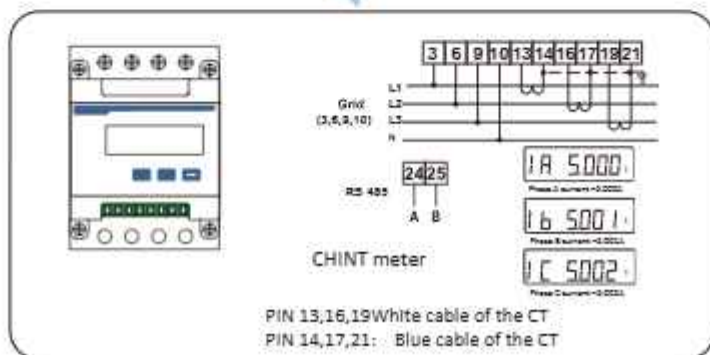 3 6 9 10 13 14 16 17 19 21
L1
L2
Grid
(3,6,9,10)
L3
N
24 25
RS 485
A B
IA 5.000
Ib 5.001
IC 5.002
CHINT meter
PIN 13,16,19White cable of the CT
PIN 14,17,21: Blue cable of the CT